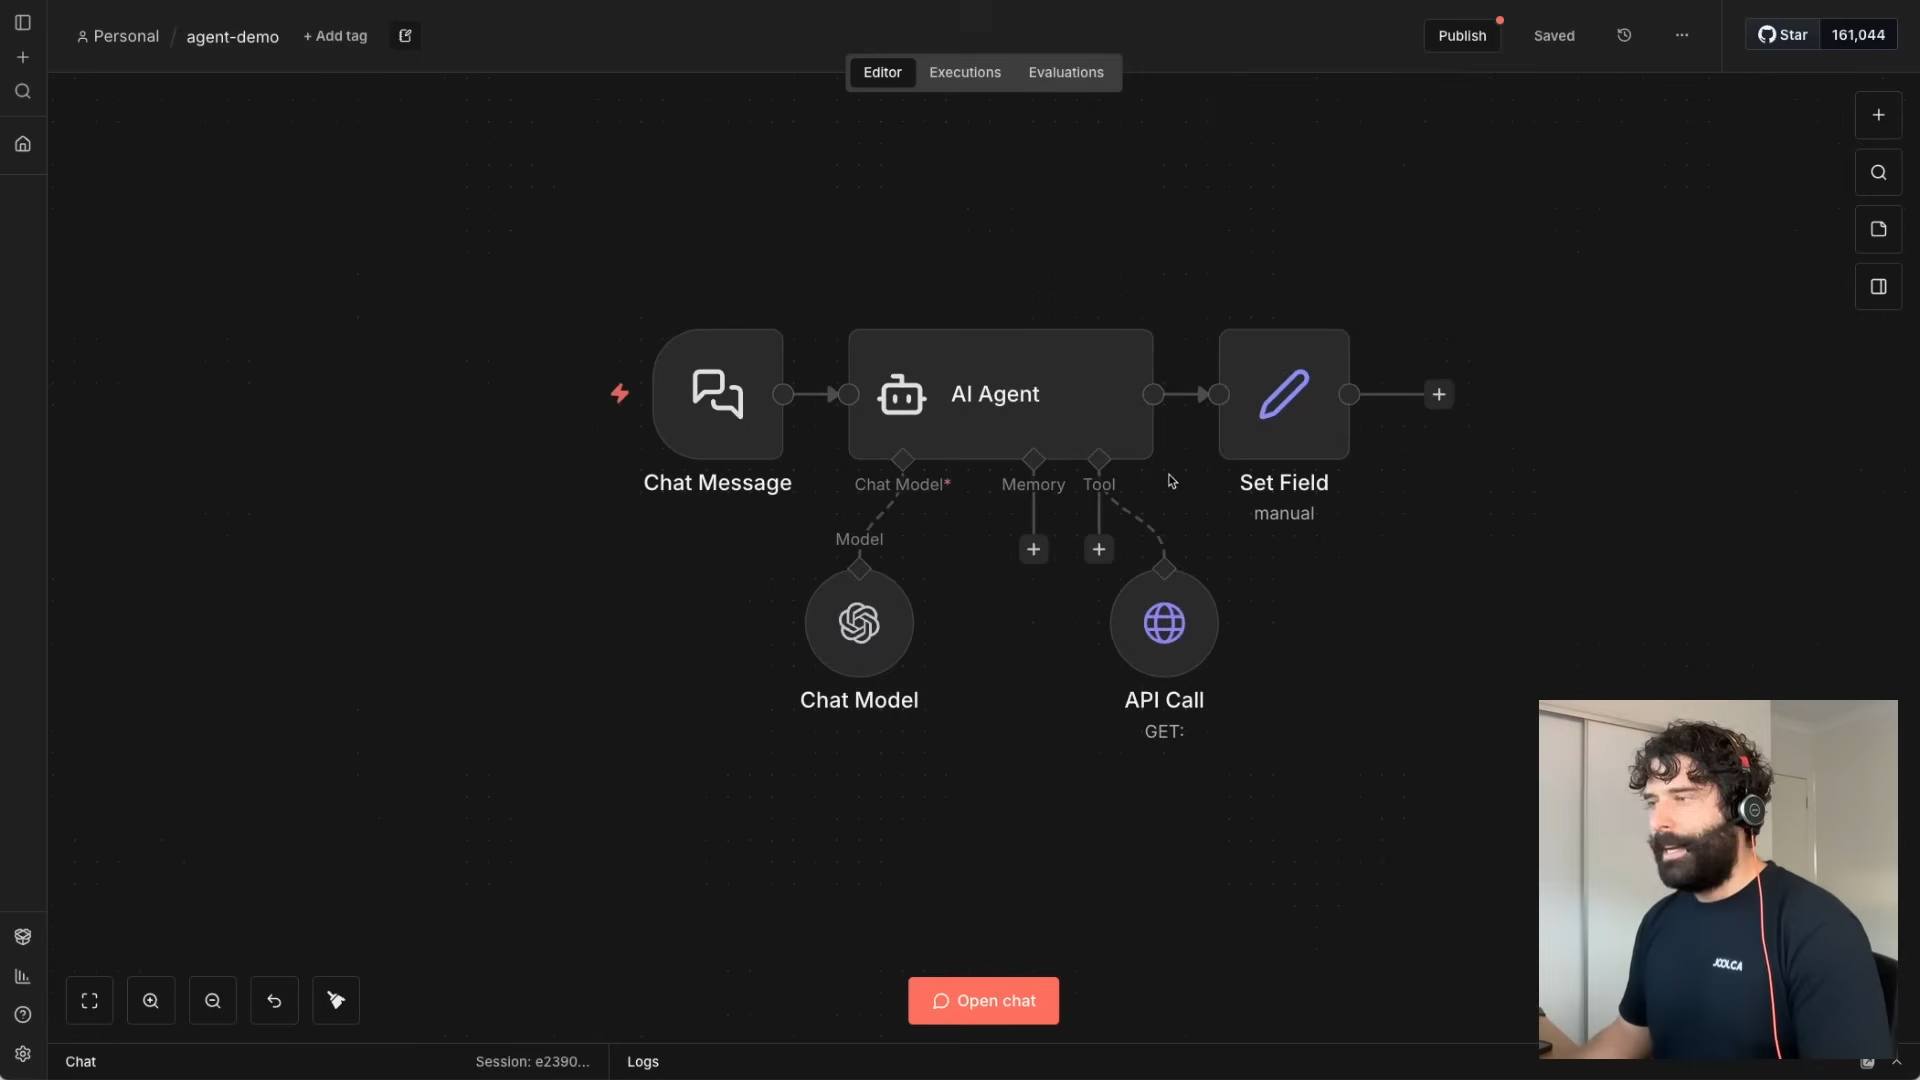 Personal / agent-demo + Add tag
Publish Saved ... Star 161,044
Editor Executions Evaluations
AI Agent
Chat Message
Chat Model* Memory Tool
Set Field
manual
Model
Chat Model
API Call
GET:
JOOLCA
Open chat
Chat Session: e2390... Logs